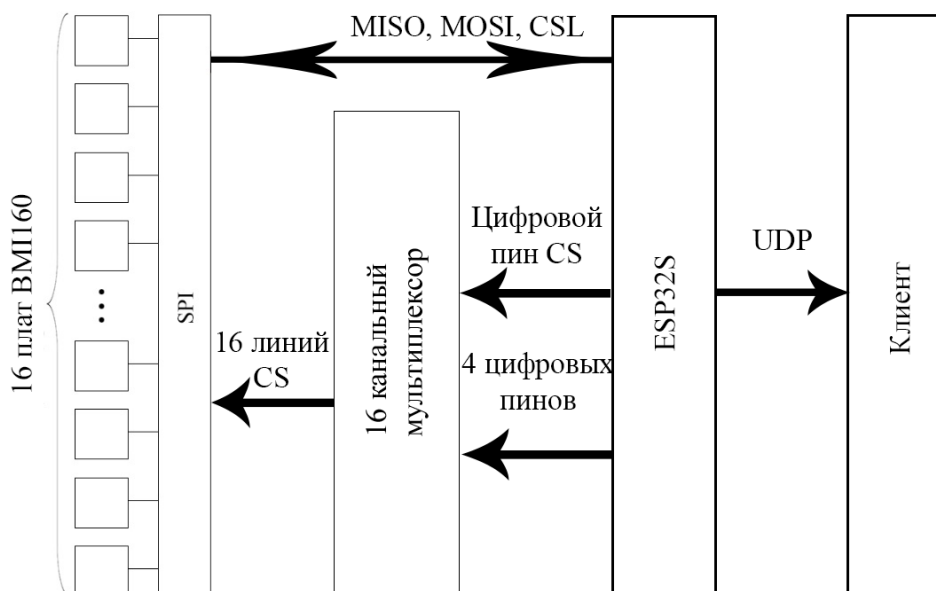 MISO, MOSI, CSL
16 плат BMI160
SPI
16 линий
CS
16 канальный
мультиплексор
Цифровой
пин CS
4 цифровых
пинов
ESP32S
UDP
Клиент